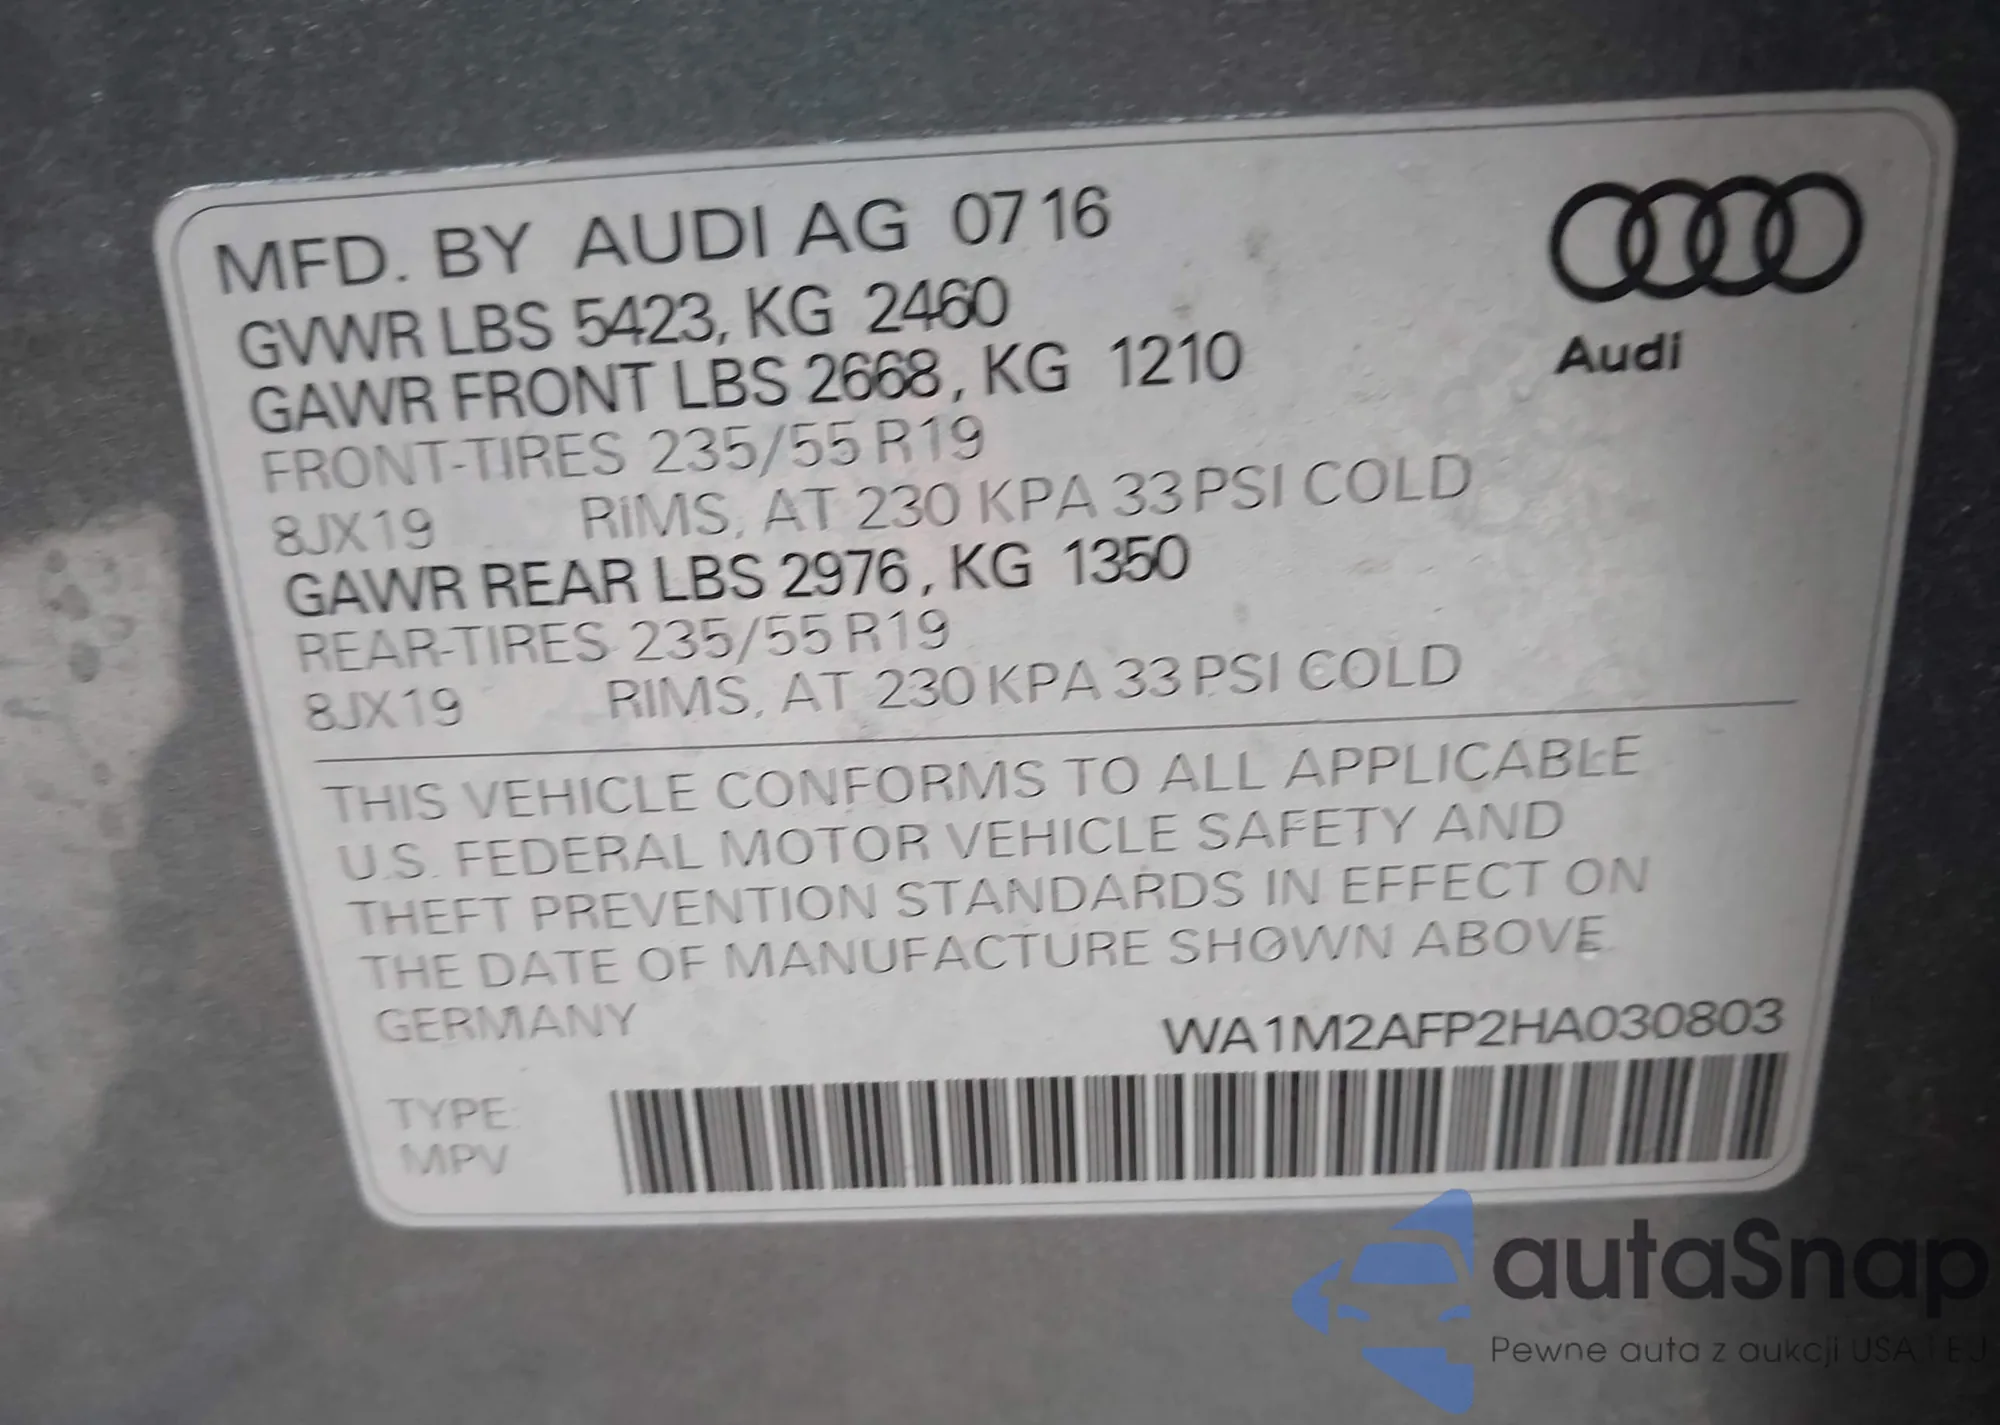 MFD. BY AUDI AG 07 16
GVWR LBS 5423, KG 2460
GAWR FRONT LBS 2668, KG 1210
FRONT-TIRES 235/55 R19
8JX19 RIMS, AT 230 KPA 33 PSI COLD
GAWR REAR LBS 2976, KG 1350
REAR-TIRES 235/55 R19
8JX19 RIMS, AT 230 KPA 33 PSI COLD
Audi
THIS VEHICLE CONFORMS TO ALL APPLICABLE
U.S. FEDERAL MOTOR VEHICLE SAFETY AND
THEFT PREVENTION STANDARDS IN EFFECT ON
THE DATE OF MANUFACTURE SHOWN ABOVE.
GERMANY WA1M2AFP2HA030803
TYPE:
MPV
autaSnap
Pewne auta z aukcji USA i EJ